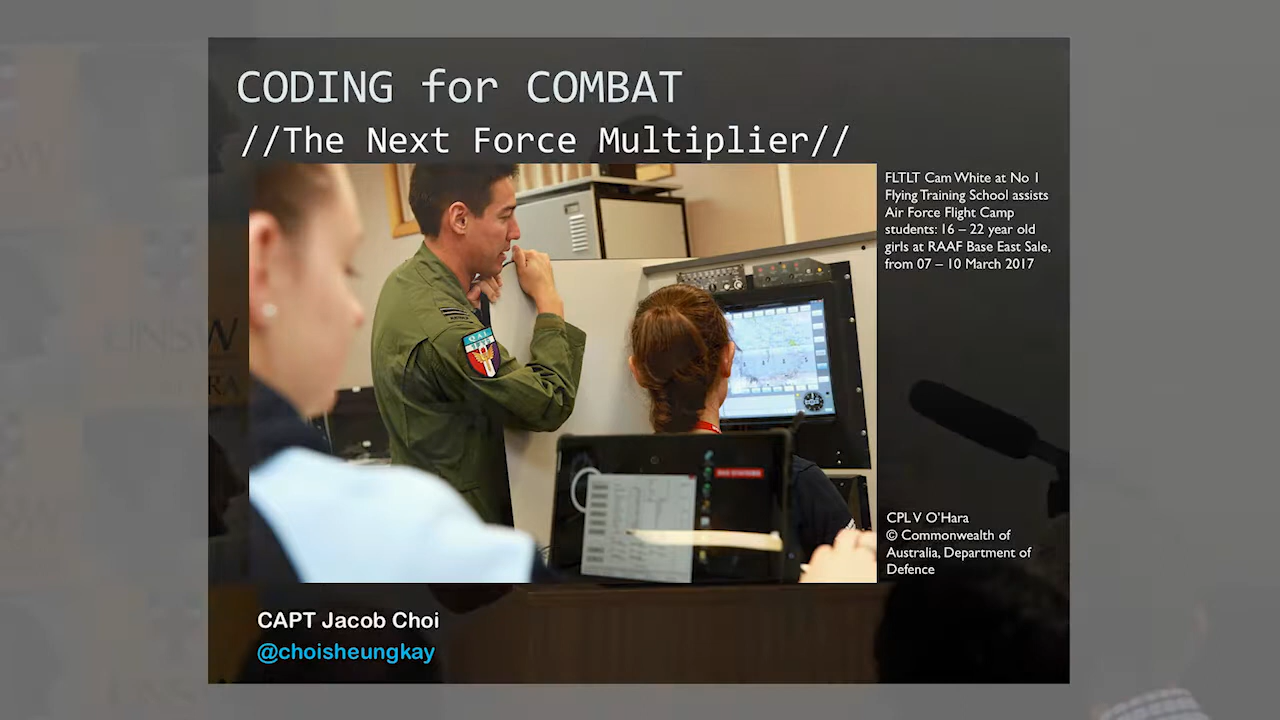 CODING for COMBAT
//The Next Force Multiplier//
FLTLT Cam White at No 1
Flying Training School assists
Air Force Flight Camp
students: 16 – 22 year old
girls at RAAF Base East Sale,
from 07 – 10 March 2017
UNSW
CPL V O'Hara
© Commonwealth of
Australia, Department of
Defence
CAPT Jacob Choi
@choisheungkay